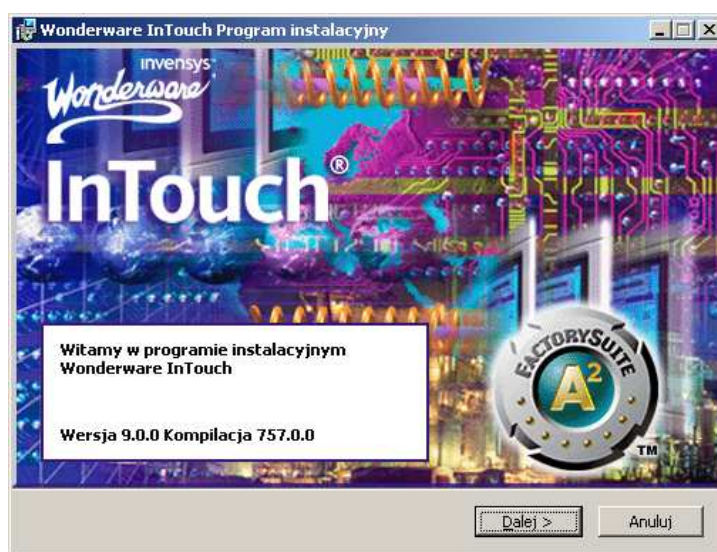 Wonderware InTouch Program instalacyjny
invensys
Wonderware
InTouch®
FACTORYSUITE
A²
TM
Witamy w programie instalacyjnym
Wonderware InTouch
Wersja 9.0.0 Kompilacja 757.0.0
Dalej >
Anuluj